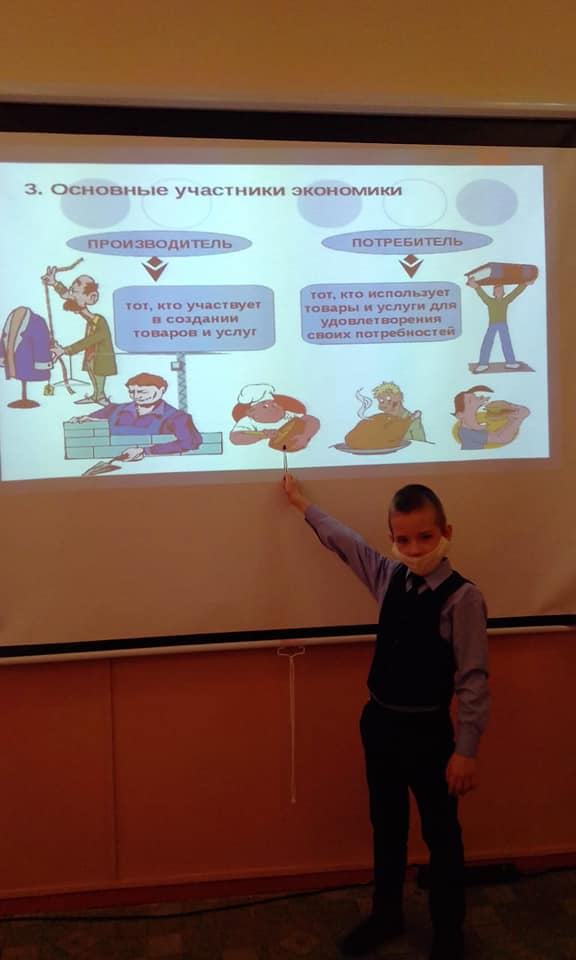 3. Основные участники экономики
ПРОИЗВОДИТЕЛЬ
тот, кто участвует
в создании
товаров и услуг
ПОТРЕБИТЕЛЬ
тот, кто использует
товары и услуги для
удовлетворения
своих потребностей